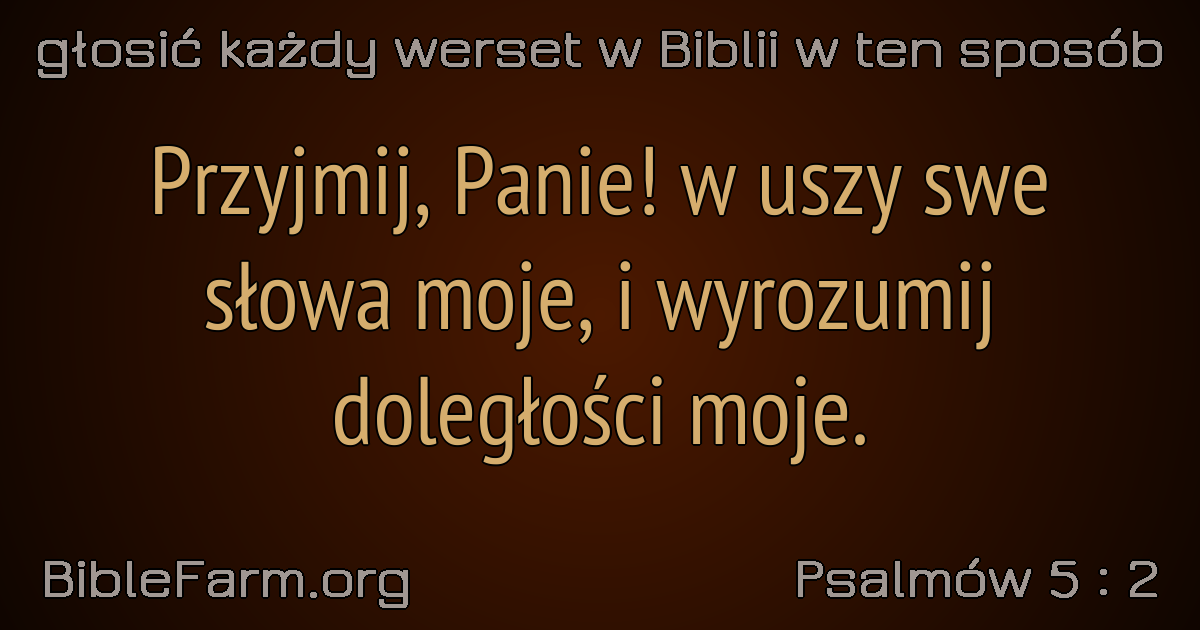 głosić każdy werset w Biblii w ten sposób
Przyjmij, Panie! w uszy swe
słowa moje, i wyrozumij
doległości moje.
BibleFarm.org
Psalmów 5 : 2